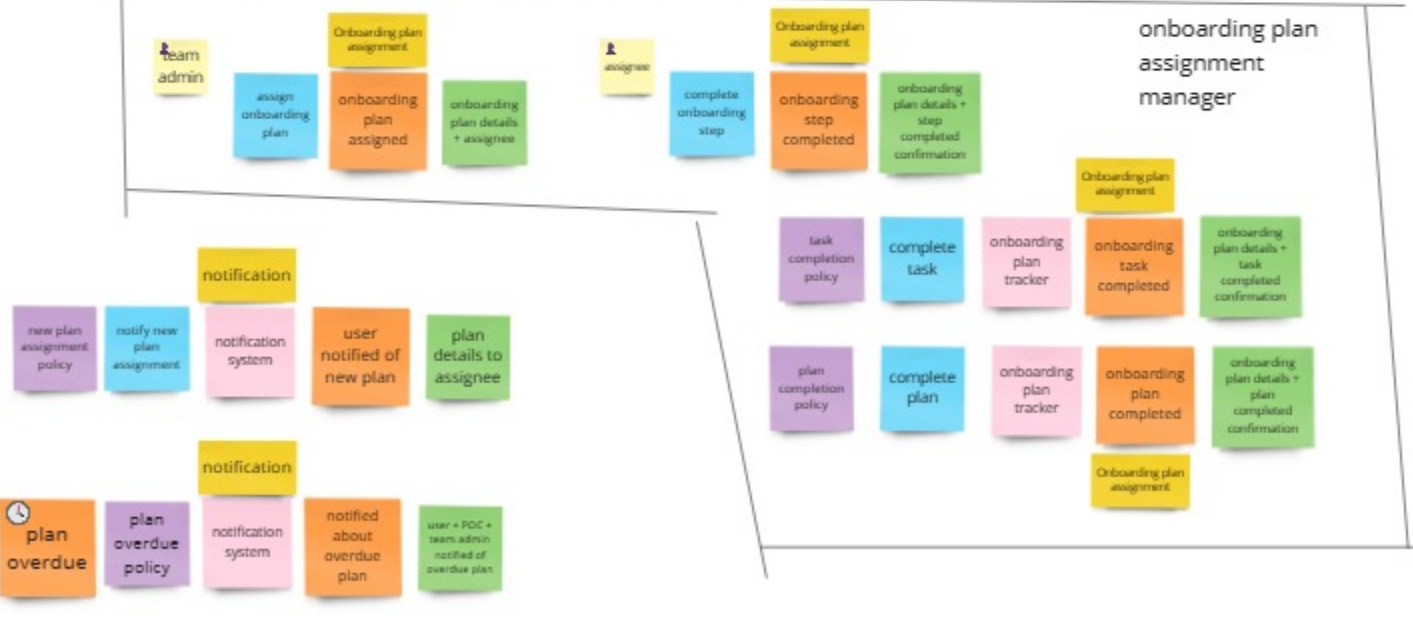 Onboarding plan
assignment
team
admin
assign
onboarding
plan
onboarding
plan
assigned
onboarding
plan details
+ assignee
Onboarding plan
assignment
assignee
complete
onboarding
step
onboarding
step
completed
onboarding
plan details +
step
completed
confirmation
onboarding plan
assignment
manager
Onboarding plan
assignment
task
completion
policy
complete
task
onboarding
plan
tracker
onboarding
task
completed
onboarding
plan details +
task
completed
confirmation
notification
new plan
assignment
policy
notify new
plan
assignment
notification
system
user
notified of
new plan
plan
details to
assignee
plan
completion
policy
complete
plan
onboarding
plan
tracker
onboarding
plan
completed
onboarding
plan details +
plan
completed
confirmation
Onboarding plan
assignment
notification
plan
overdue
plan
overdue
policy
notification
system
notified
about
overdue
plan
user + POC +
team admin
notified of
overdue plan